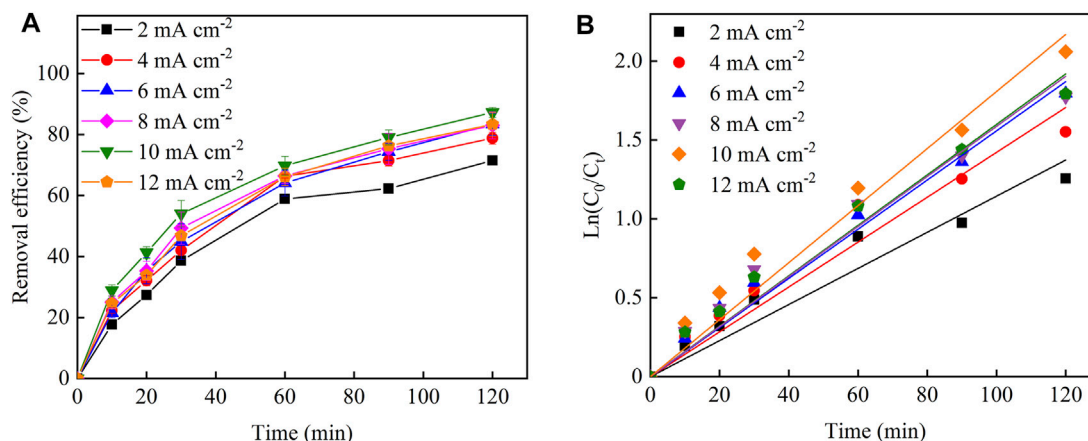 A
2 mA cm⁻²
4 mA cm⁻²
6 mA cm⁻²
8 mA cm⁻²
10 mA cm⁻²
12 mA cm⁻²
Removal efficiency (%)
100
80
60
40
20
0
0 20 40 60 80 100 120
Time (min)
B
2 mA cm⁻²
4 mA cm⁻²
6 mA cm⁻²
8 mA cm⁻²
10 mA cm⁻²
12 mA cm⁻²
Ln(C₀/Cₜ)
2.0
1.5
1.0
0.5
0.0
0 20 40 60 80 100 120
Time (min)